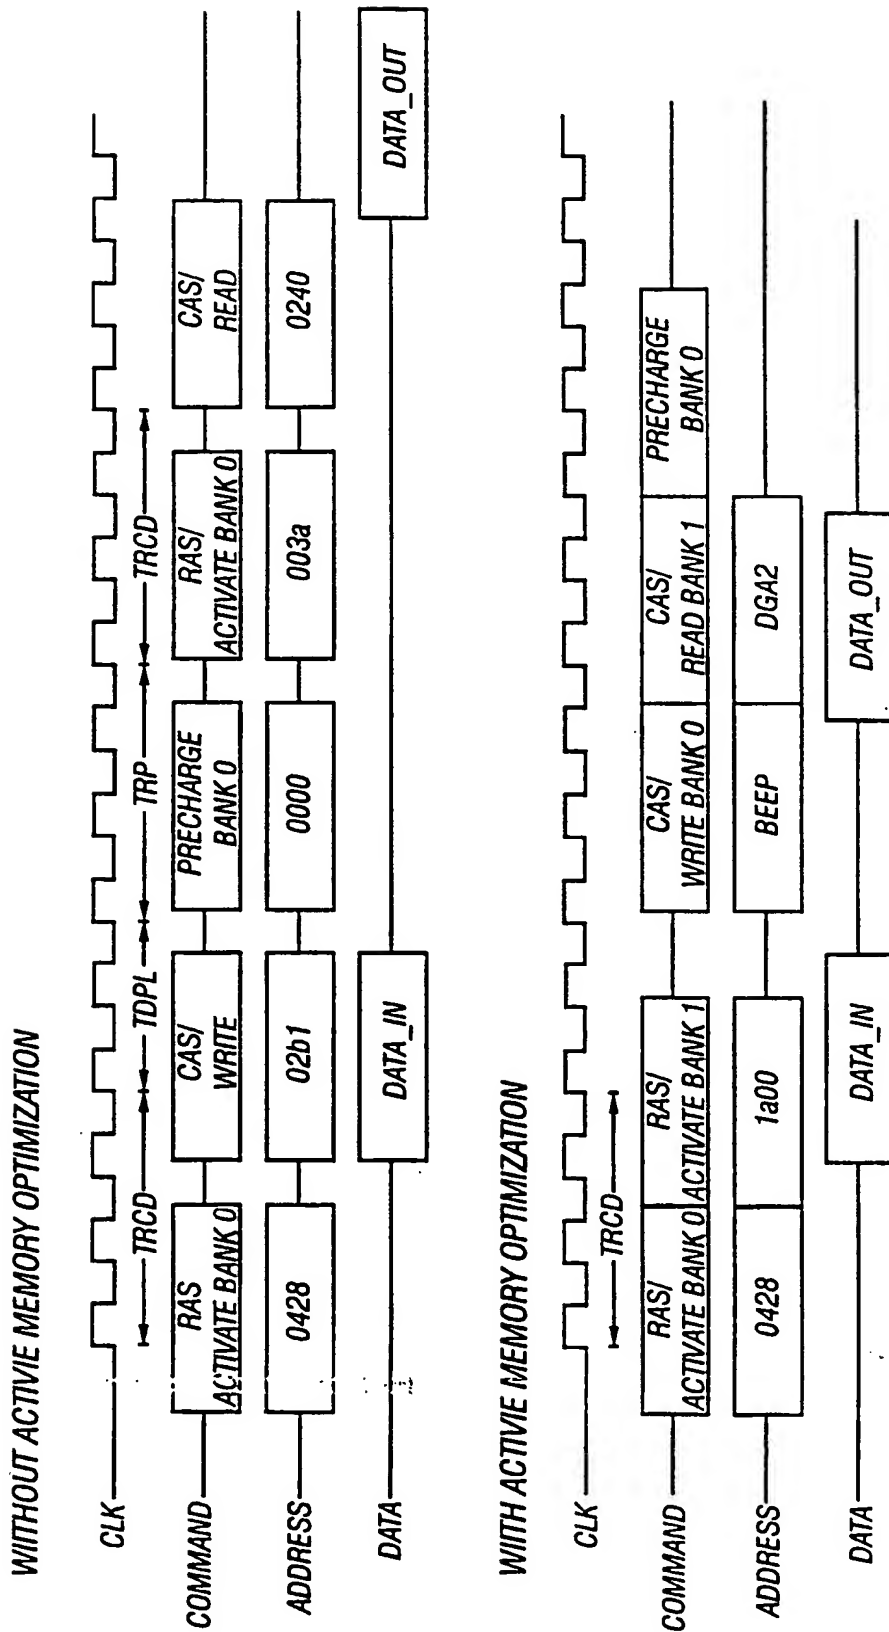 WIITHOUT ACTIVIE MEMORY OPTIMIZATION
CLK
TRCD
TDPL
TRP
TRCD
COMMAND
RAS
ACTIVATE BANK 0
CAS/
WRITE
PRECHARGE
BANK 0
RAS/
ACTIVATE BANK 0
CAS/
READ
ADDRESS
0428
02b1
0000
003a
0240
DATA
DATA_IN
DATA_OUT
WIITH ACTIVIE MEMORY OPTIMIZATION
CLK
TRCD
COMMAND
RAS/
ACTIVATE BANK 0
RAS/
ACTIVATE BANK 1
CAS/
WRITE BANK 0
CAS/
READ BANK 1
PRECHARGE
BANK 0
ADDRESS
0428
1a00
BEEP
DGA2
DATA
DATA_IN
DATA_OUT